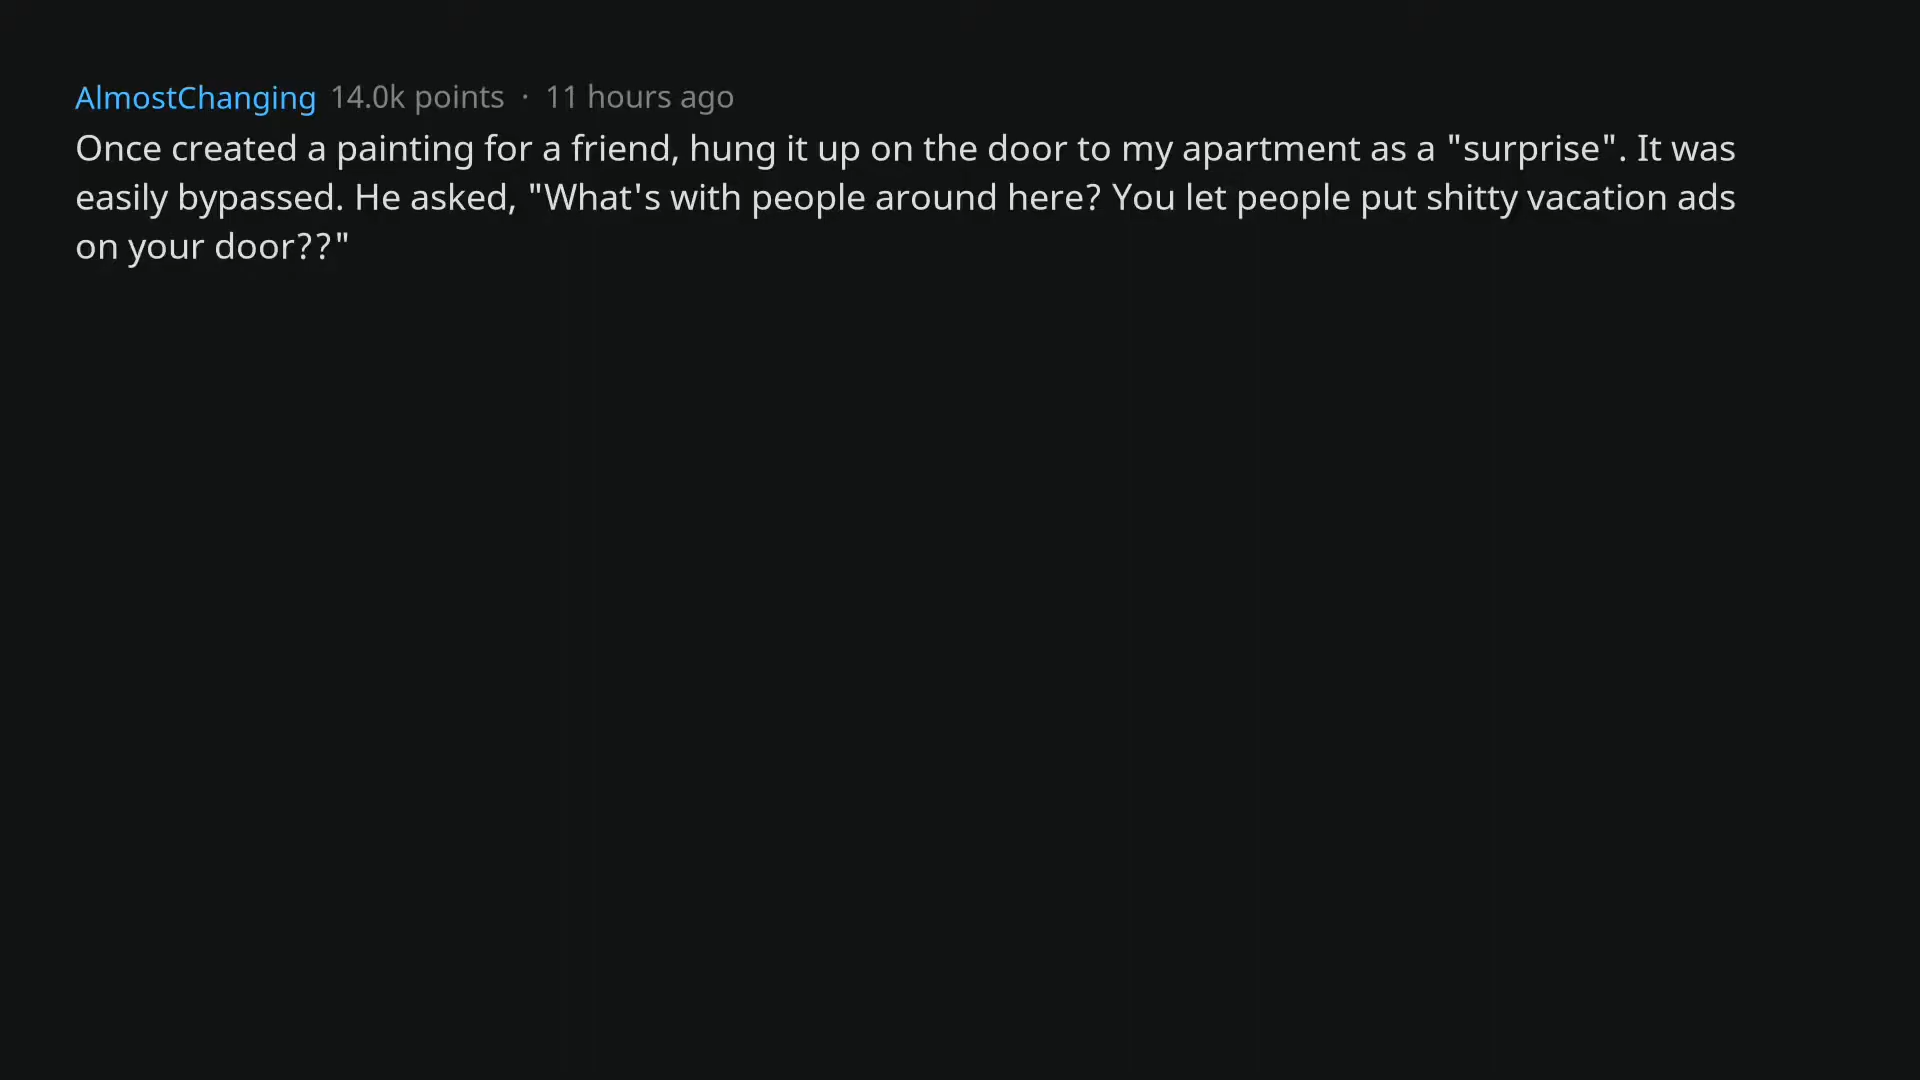 AlmostChanging 14.0k points · 11 hours ago
Once created a painting for a friend, hung it up on the door to my apartment as a "surprise". It was
easily bypassed. He asked, "What's with people around here? You let people put shitty vacation ads
on your door??"